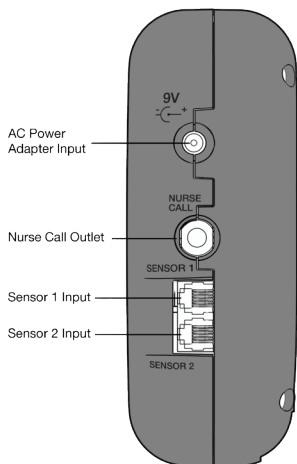 9V
- +
AC Power
Adapter Input
NURSE
CALL
Nurse Call Outlet
SENSOR 1
Sensor 1 Input
Sensor 2 Input
SENSOR 2